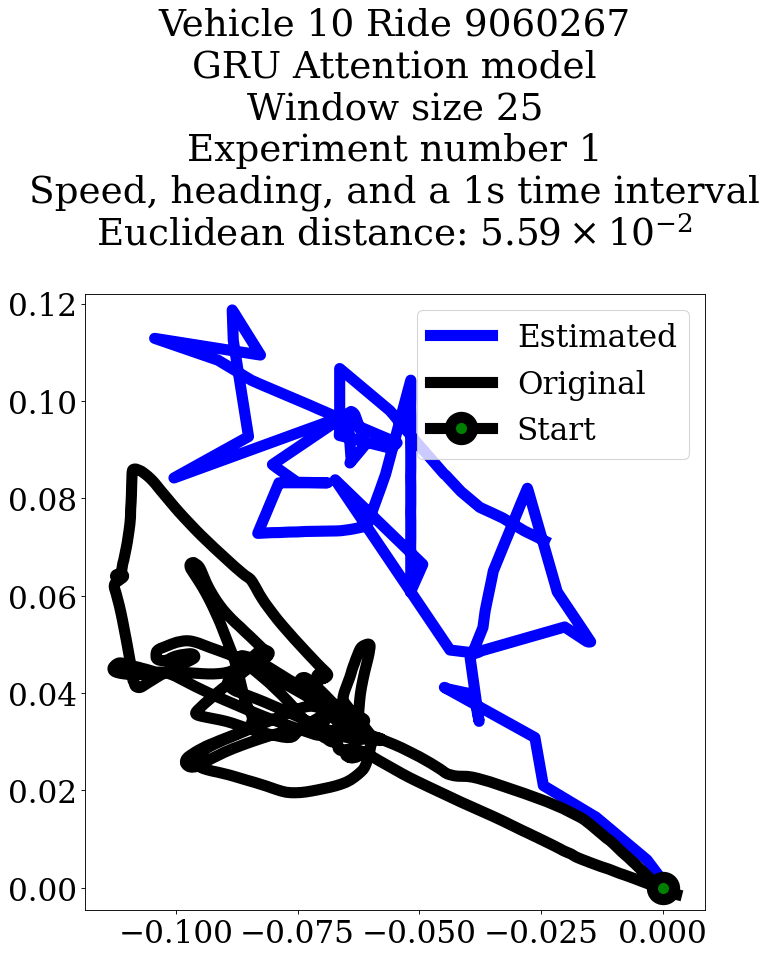 Vehicle 10 Ride 9060267
GRU Attention model
Window size 25
Experiment number 1
Speed, heading, and a 1s time interval
Euclidean distance: 5.59 × 10⁻²
0.12
0.10
0.08
0.06
0.04
0.02
0.00
Estimated
Original
Start
−0.100 −0.075 −0.050 −0.025 0.000